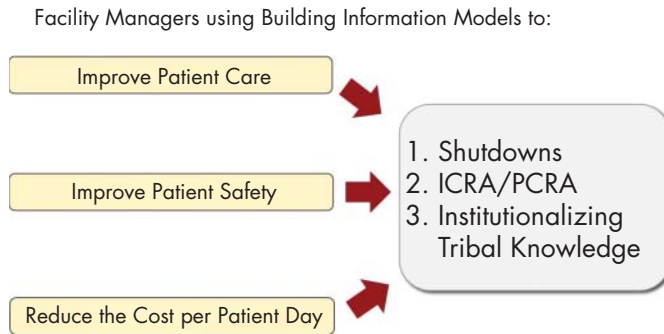 Facility Managers using Building Information Models to:
Improve Patient Care
Improve Patient Safety
Reduce the Cost per Patient Day
1. Shutdowns
2. ICRA/PCRA
3. Institutionalizing
Tribal Knowledge